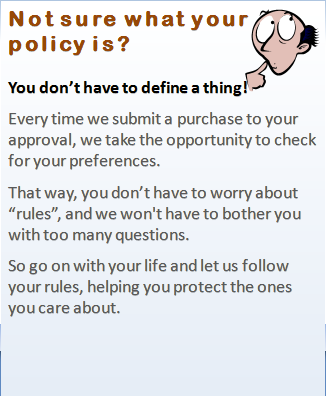 Not sure what your
policy is?
You don’t have to define a thing!
Every time we submit a purchase to your
approval, we take the opportunity to check
for your preferences.
That way, you don’t have to worry about
“rules”, and we won't have to bother you
with too many questions.
So go on with your life and let us follow
your rules, helping you protect the ones
you care about.